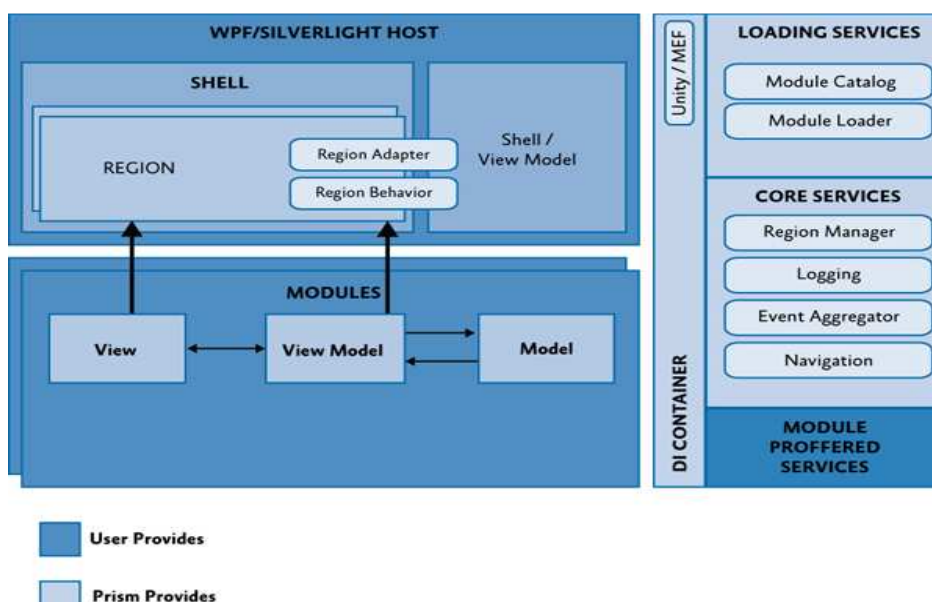 WPF/SILVERLIGHT HOST
SHELL
REGION
Region Adapter
Region Behavior
Shell /
View Model
MODULES
View
View Model
Model
DI CONTAINER
Unity / MEF
LOADING SERVICES
Module Catalog
Module Loader
CORE SERVICES
Region Manager
Logging
Event Aggregator
Navigation
MODULE
PROFFERED
SERVICES
User Provides
Prism Provides